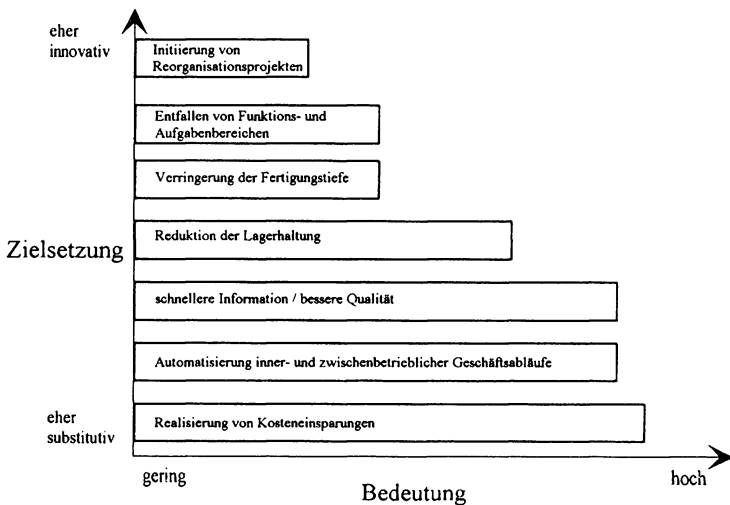 eher
innovativ
Initiierung von
Reorganisationsprojekten
Entfallen von Funktions- und
Aufgabenbereichen
Verringerung der Fertigungstiefe
Zielsetzung
Reduktion der Lagerhaltung
schnellere Information / bessere Qualität
Automatisierung inner- und zwischenbetrieblicher Geschäftsabläufe
eher
substitutiv
Realisierung von Kosteneinsparungen
gering
hoch
Bedeutung